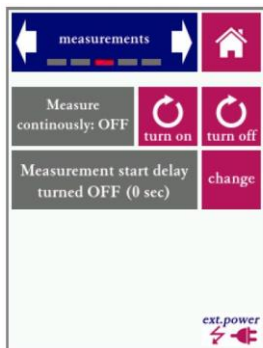 measurements
Measure
continously: OFF
turn on
turn off
Measurement start delay
turned OFF (0 sec)
change
ext.power